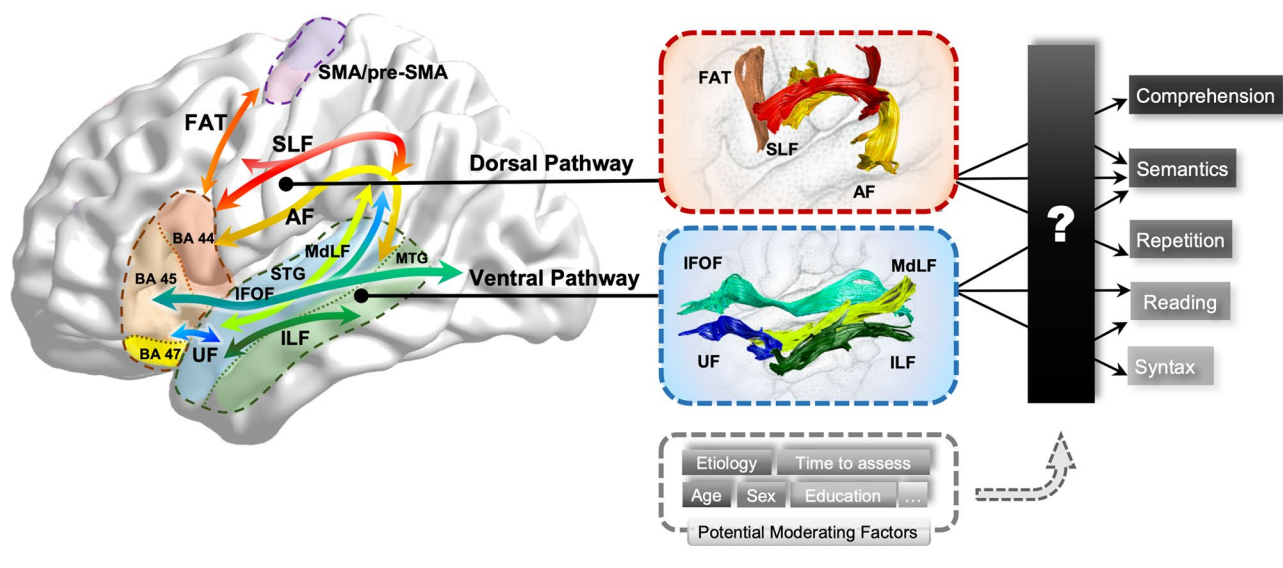 SMA/pre-SMA
FAT
SLF
Dorsal Pathway
AF
BA 44
BA 45
BA 47
MdLF
STG
MTG
IFOF
Ventral Pathway
UF
ILF
FAT
SLF
AF
IFOF
MdLF
UF
ILF
Etiology Time to assess
Age Sex Education ...
Potential Moderating Factors
?
Comprehension
Semantics
Repetition
Reading
Syntax